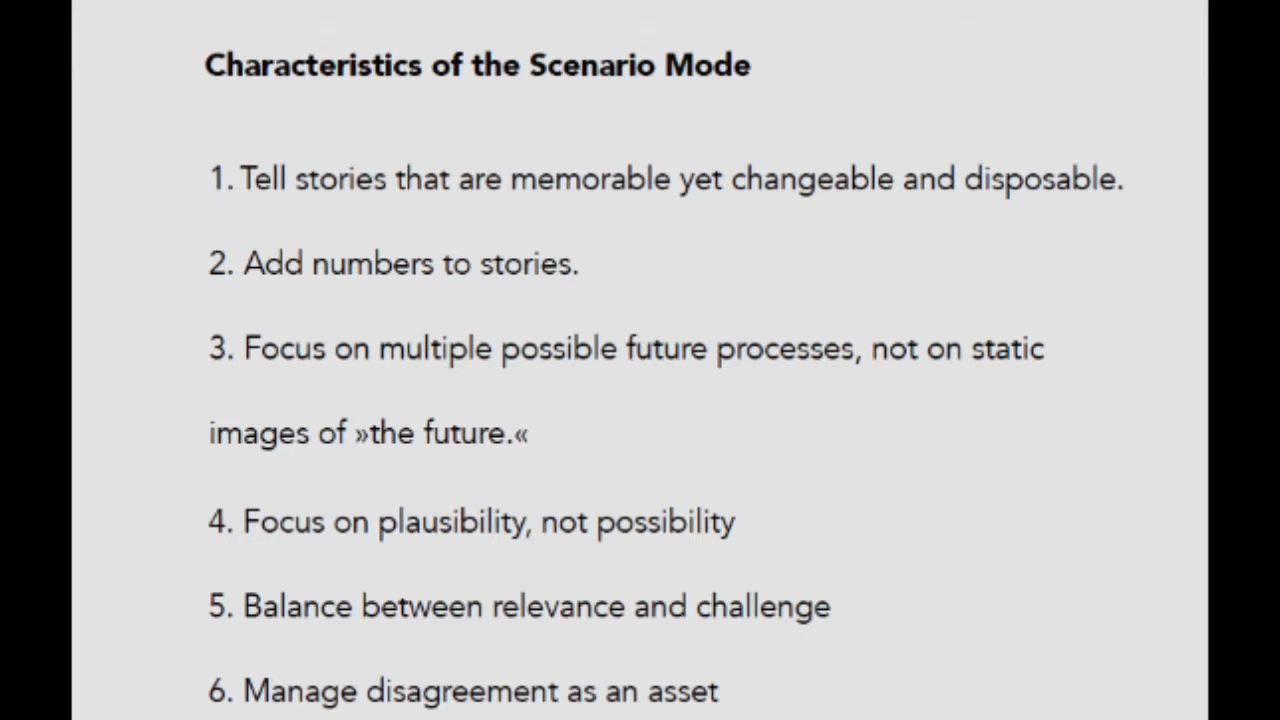 Characteristics of the Scenario Mode
1. Tell stories that are memorable yet changeable and disposable.
2. Add numbers to stories.
3. Focus on multiple possible future processes, not on static
images of »the future.«
4. Focus on plausibility, not possibility
5. Balance between relevance and challenge
6. Manage disagreement as an asset